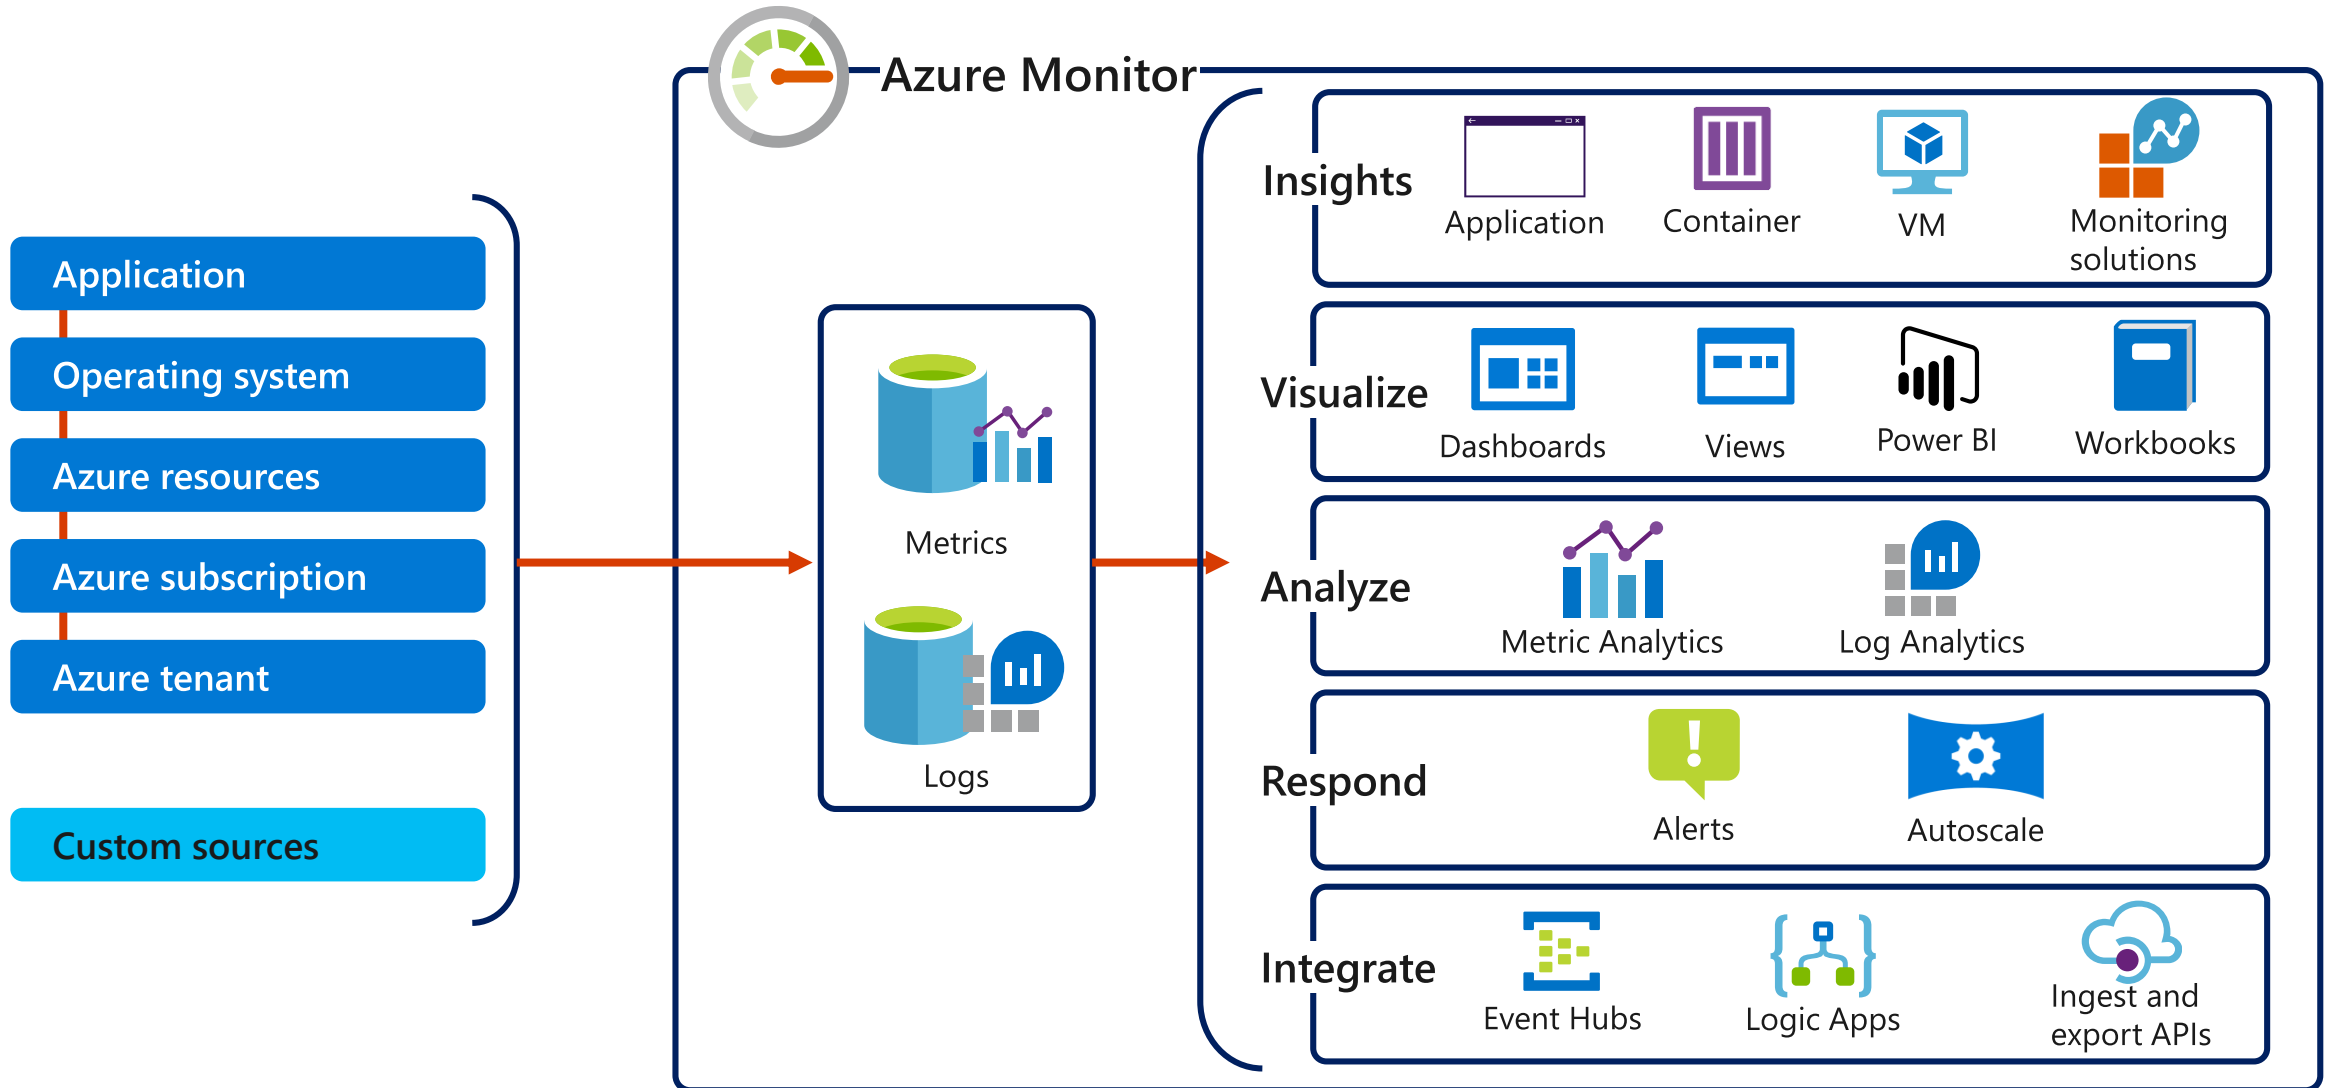 Azure Monitor
Application
Operating system
Azure resources
Azure subscription
Azure tenant
Custom sources
Metrics
Logs
Insights
Application
Container
VM
Monitoring
solutions
Visualize
Dashboards
Views
Power BI
Workbooks
Analyze
Metric Analytics
Log Analytics
Respond
Alerts
Autoscale
Integrate
Event Hubs
Logic Apps
Ingest and
export APIs